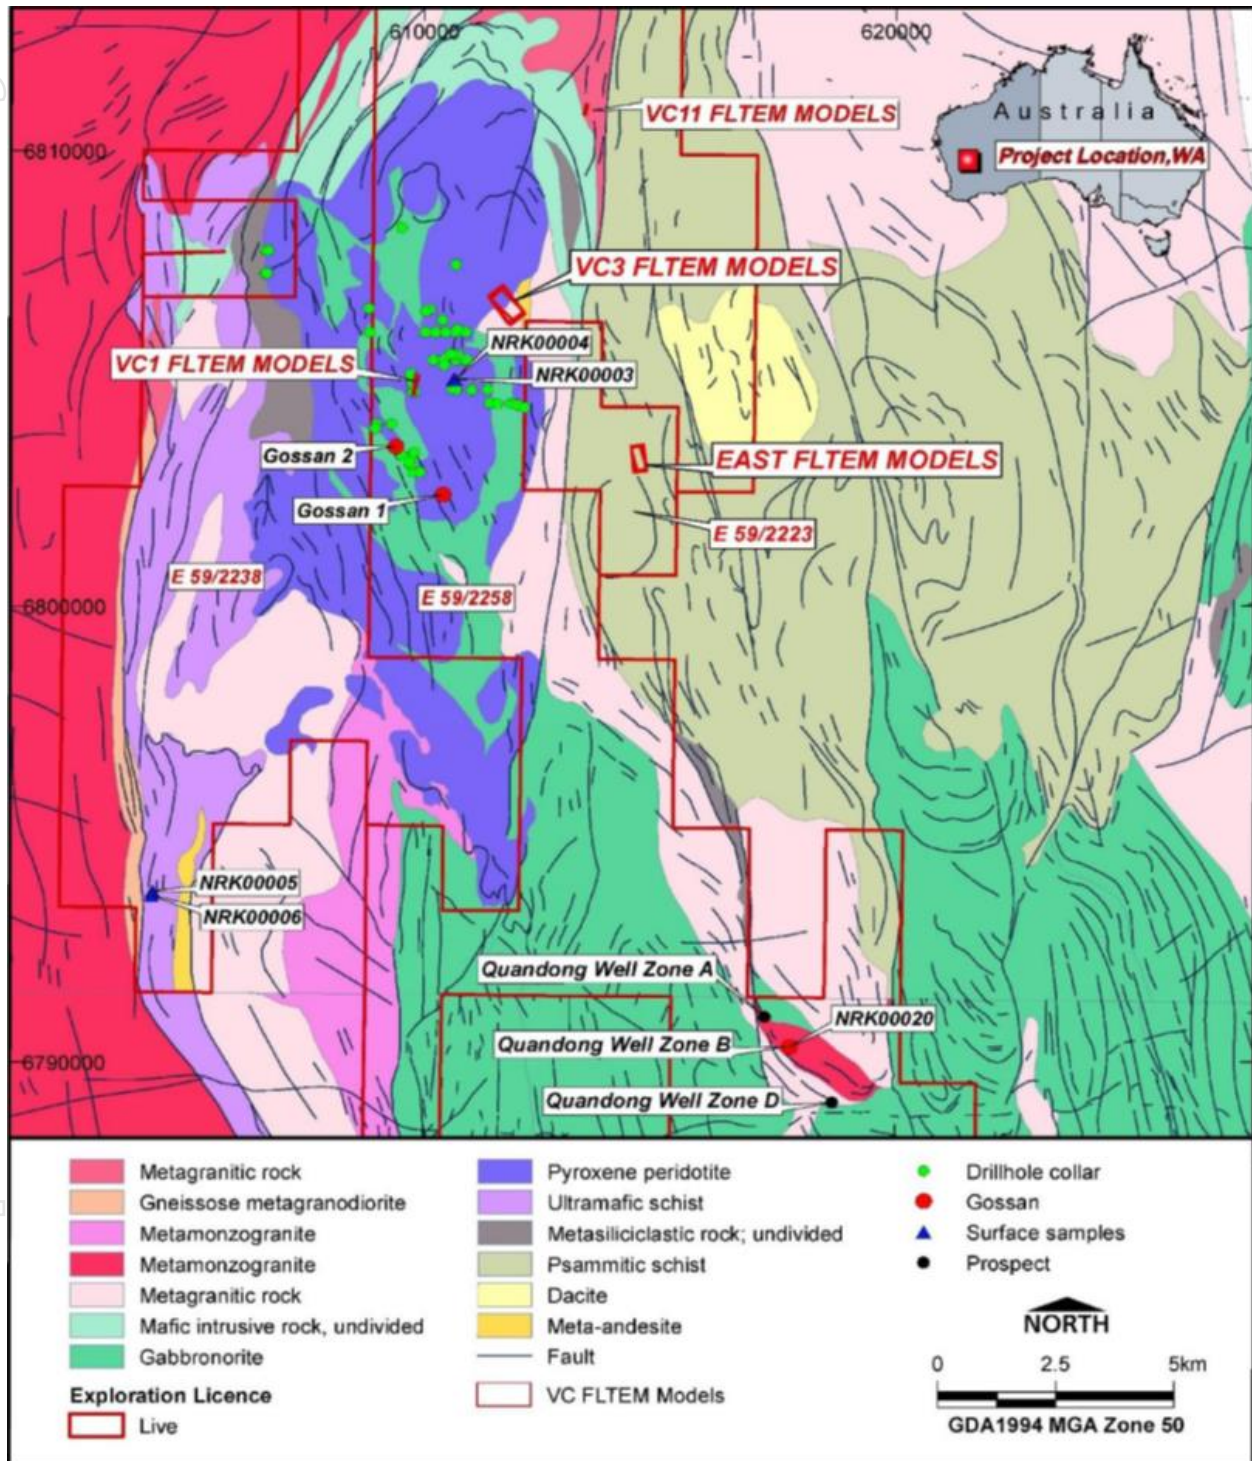 610000
620000
VC11 FLTEM MODELS
Australia
6810000
Project Location,WA
VC3 FLTEM MODELS
NRK00004
VC1 FLTEM MODELS
NRK00003
Gossan 2
EAST FLTEM MODELS
Gossan 1
E 59/2223
E 59/2238
E 59/2258
6800000
NRK00005
NRK00006
Quandong Well Zone A
NRK00020
Quandong Well Zone B
6790000
Quandong Well Zone D
Metagranitic rock
Gneissose metagranodiorite
Metamonzogranite
Metamonzogranite
Metagranitic rock
Mafic intrusive rock, undivided
Gabbronorite
Exploration Licence
Live
Pyroxene peridotite
Ultramafic schist
Metasiliciclastic rock; undivided
Psammitic schist
Dacite
Meta-andesite
Fault
VC FLTEM Models
Drillhole collar
Gossan
Surface samples
Prospect
NORTH
0 2.5 5km
GDA1994 MGA Zone 50